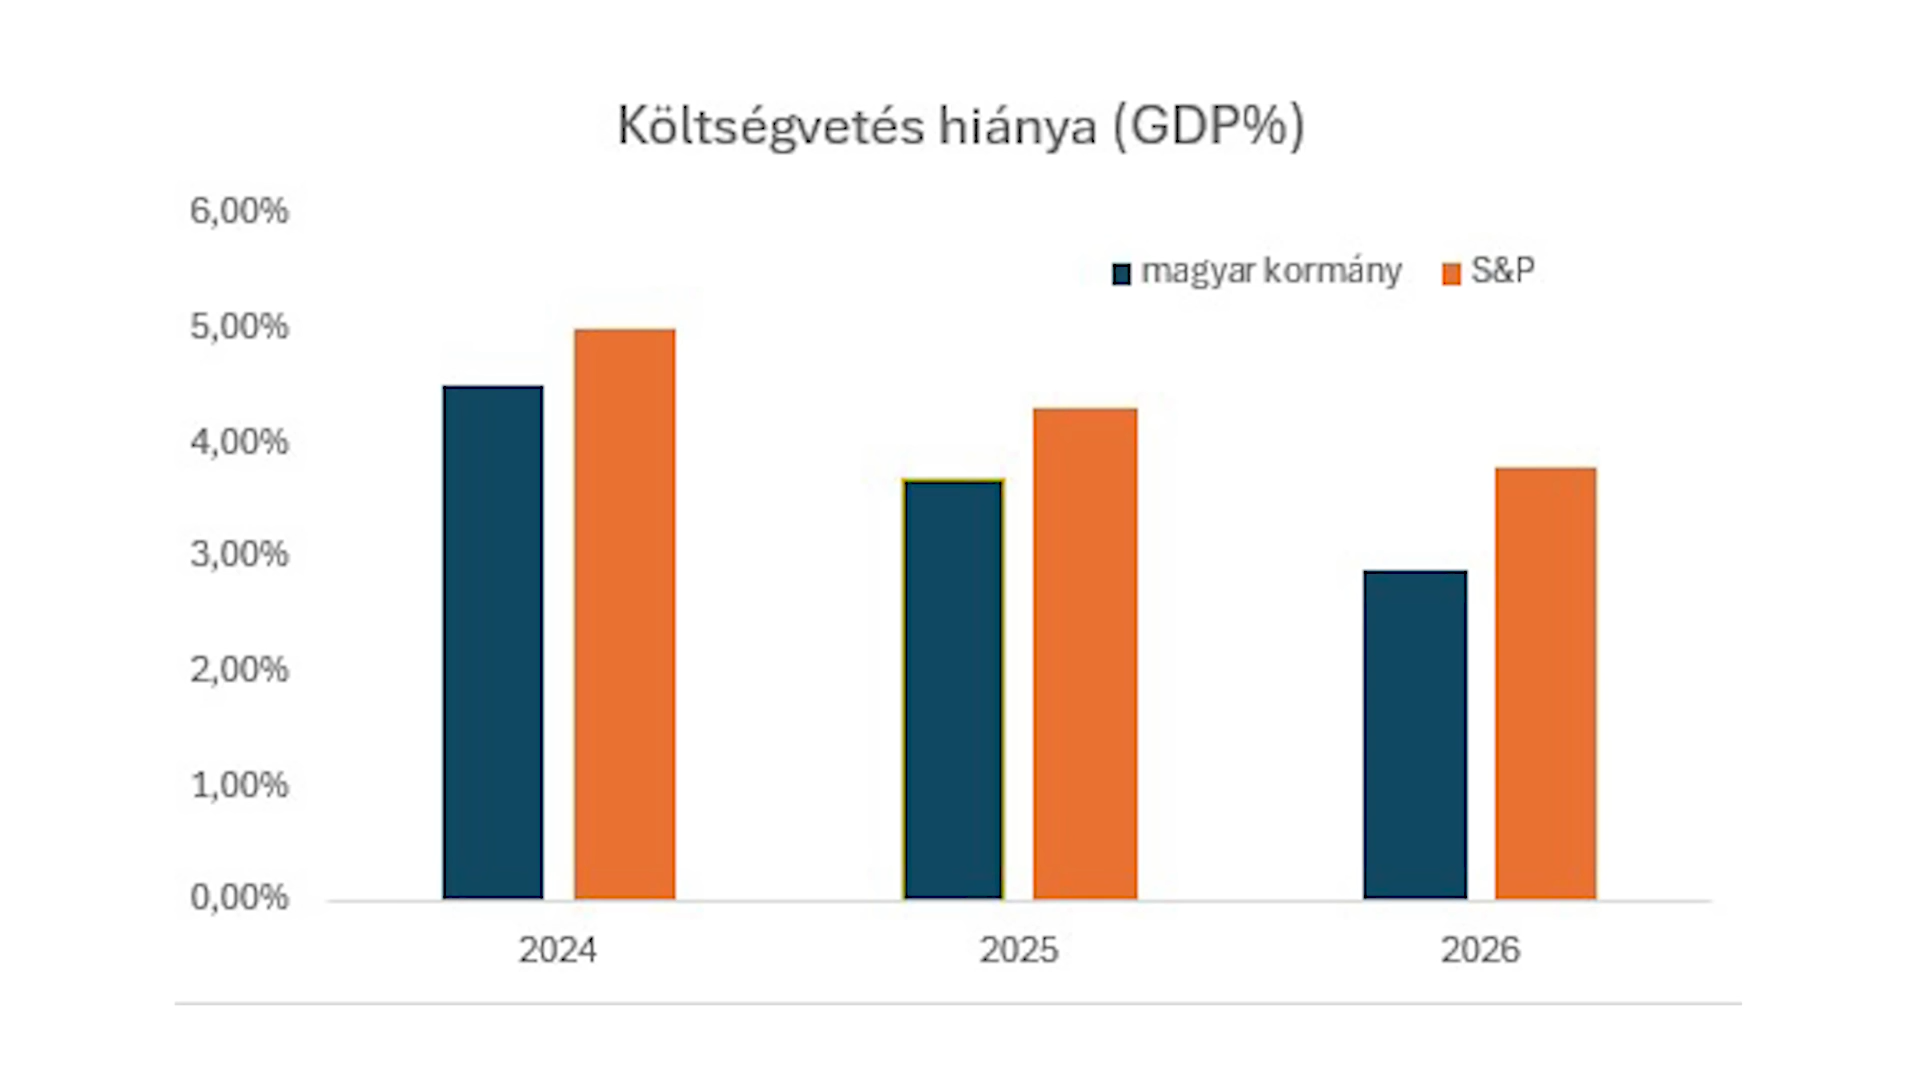 Költségvetés hiánya (GDP%)
6,00%
magyar kormány S&P
5,00%
4,00%
3,00%
2,00%
1,00%
0,00%
2024 2025 2026